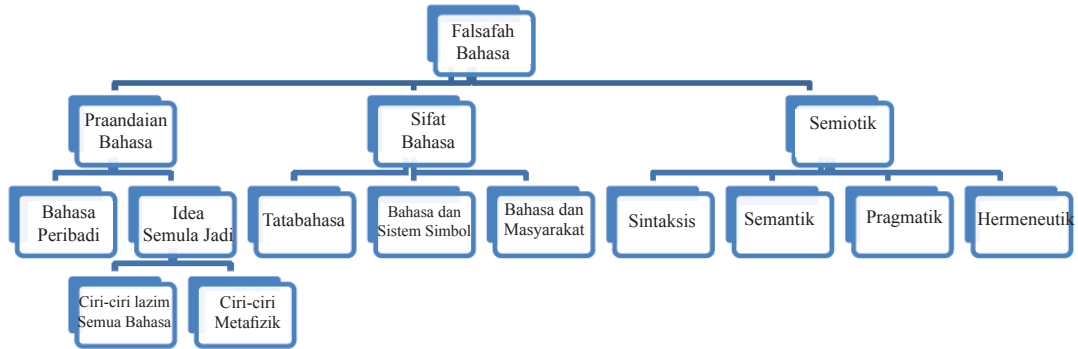 Falsafah
Bahasa
Praandaian
Bahasa
Sifat
Bahasa
Semiotik
Bahasa
Peribadi
Idea
Semula Jadi
Tatabahasa
Bahasa dan
Sistem Simbol
Bahasa dan
Masyarakat
Sintaksis
Semantik
Pragmatik
Hermeneutik
Ciri-ciri lazim
Semua Bahasa
Ciri-ciri
Metafizik